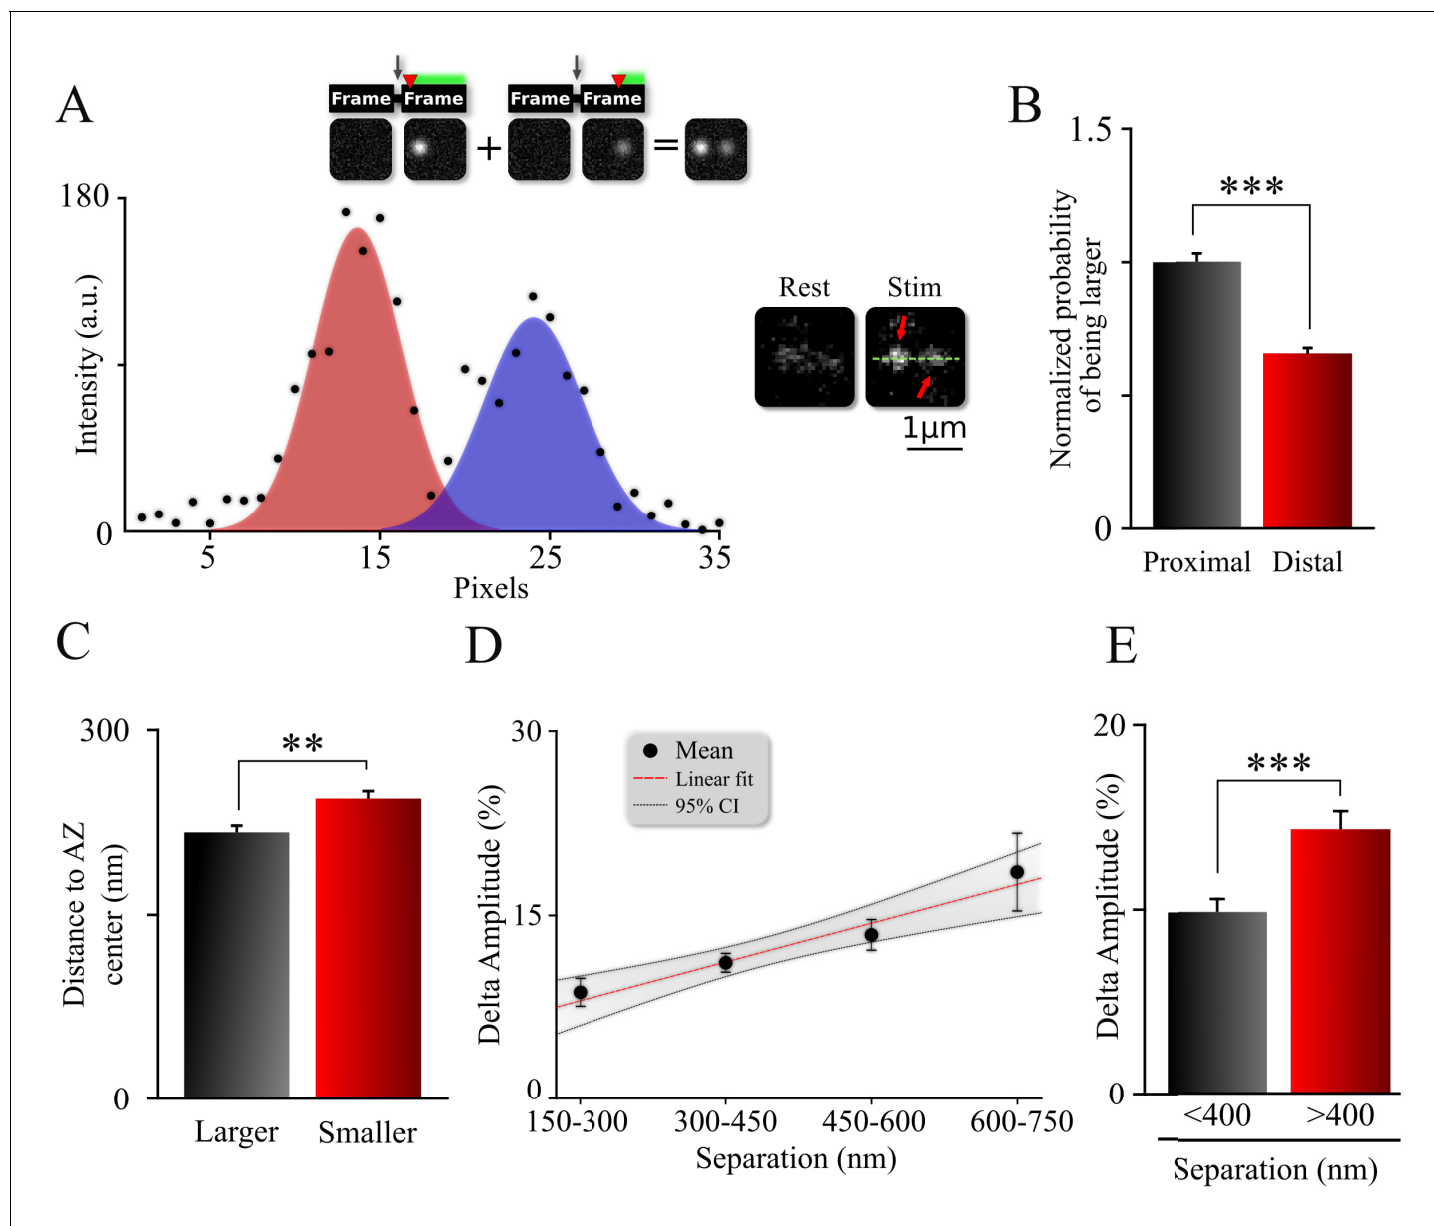 A
Frame Frame
Frame Frame
+
=
180
Intensity (a.u.)
0
5 15 25 35
Pixels
Rest Stim
1µm
B
1.5
***
Normalized probability
of being larger
0
Proximal Distal
C
300
**
Distance to AZ
center (nm)
0
Larger Smaller
D
30
Mean
Linear fit
95% CI
Delta Amplitude (%)
15
0
150-300 300-450 450-600 600-750
Separation (nm)
E
20
***
Delta Amplitude (%)
0
<400 >400
Separation (nm)